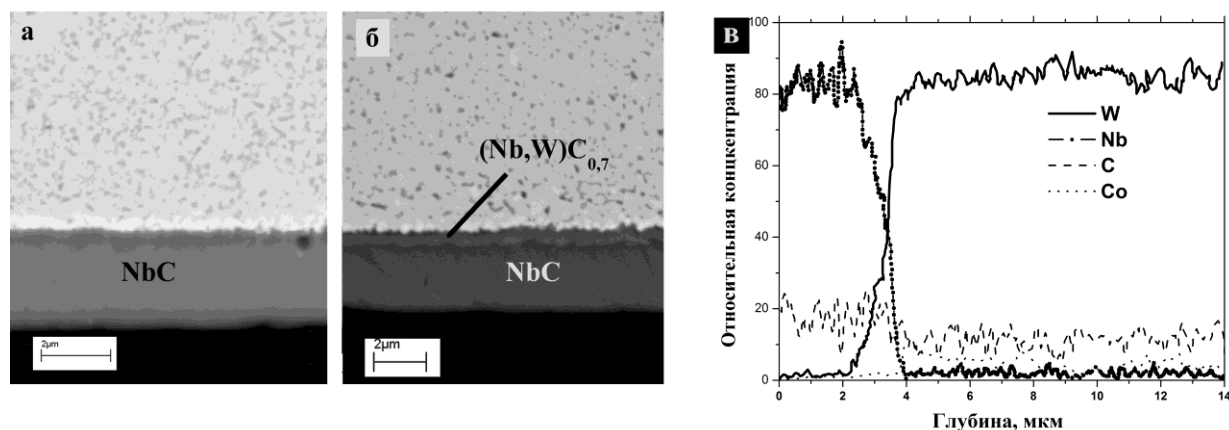 а
NbC
2µm
б
(Nb,W)C0,7
NbC
2µm
В
Относительная концкентрация
100
80
60
40
20
0
W
Nb
C
Co
0 2 4 6 8 10 12 14
Глубина, мкм